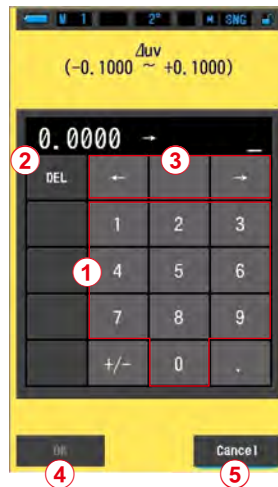 M 1 2° M SNG
⊿uv
(-0.1000 ~ +0.1000)
0.0000 → _
② ③
DEL ← →
1 2 3
① 4 5 6
7 8 9
+/- 0 .
OK Cancel
④ ⑤